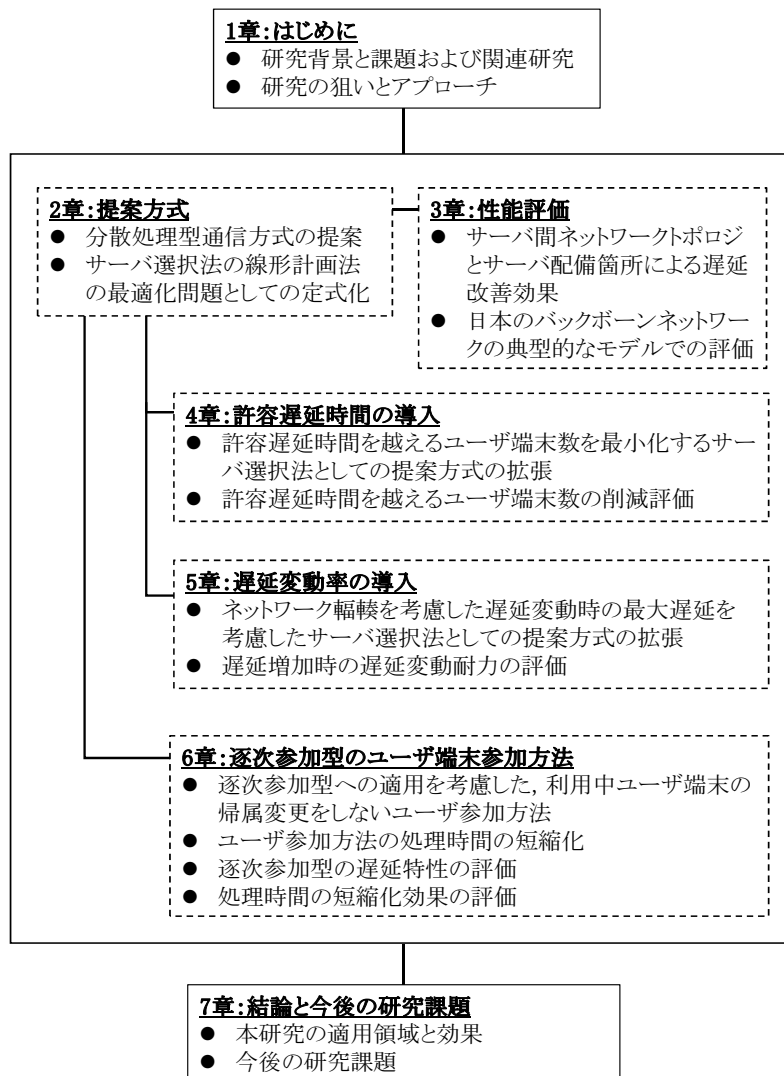 1章:はじめに
● 研究背景と課題および関連研究
● 研究の狙いとアプローチ
2章:提案方式
● 分散処理型通信方式の提案
● サーバ選択法の線形計画法
の最適化問題としての定式化
3章:性能評価
● サーバ間ネットワークトポロジ
とサーバ配備箇所による遅延
改善効果
● 日本のバックボーンネットワー
クの典型的なモデルでの評価
4章:許容遅延時間の導入
● 許容遅延時間を越えるユーザ端末数を最小化するサー
バ選択法としての提案方式の拡張
● 許容遅延時間を越えるユーザ端末数の削減評価
5章:遅延変動率の導入
● ネットワーク輻輳を考慮した遅延変動時の最大遅延を
考慮したサーバ選択法としての提案方式の拡張
● 遅延増加時の遅延変動耐力の評価
6章:逐次参加型のユーザ端末参加方法
● 逐次参加型への適用を考慮した, 利用中ユーザ端末の
帰属変更をしないユーザ参加方法
● ユーザ参加方法の処理時間の短縮化
● 逐次参加型の遅延特性の評価
● 処理時間の短縮化効果の評価
7章:結論と今後の研究課題
● 本研究の適用領域と効果
● 今後の研究課題